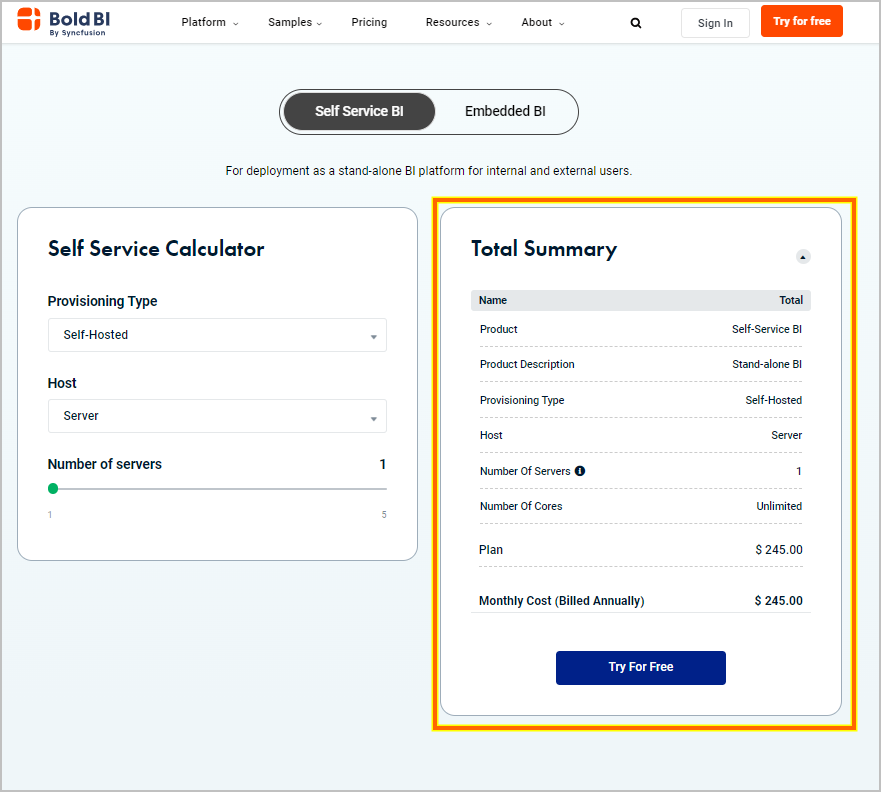 Bold BI
By Syncfusion
Platform Samples Pricing Resources About Sign In Try for free
Self Service BI Embedded BI
For deployment as a stand-alone BI platform for internal and external users.
Self Service Calculator
Provisioning Type
Self-Hosted
Host
Server
Number of servers 1
1 5
Total Summary
Name Total
Product Self-Service BI
Product Description Stand-alone BI
Provisioning Type Self-Hosted
Host Server
Number Of Servers 1
Number Of Cores Unlimited
Plan $ 245.00
Monthly Cost (Billed Annually) $ 245.00
Try For Free